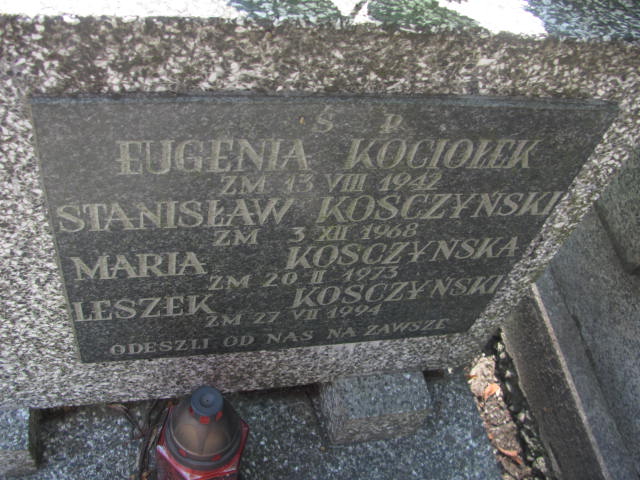 Ś P.
EUGENIA KOCIOŁEK
ZM 13 VIII 1942
STANISŁAW KOSCZYŃSKI
ZM 3 XII 1968
MARIA KOSCZYŃSKA
ZM 20 II 1973
LESZEK KOSCZYŃSKI
ZM 27 VII 1994
ODESZLI OD NAS NA ZAWSZE